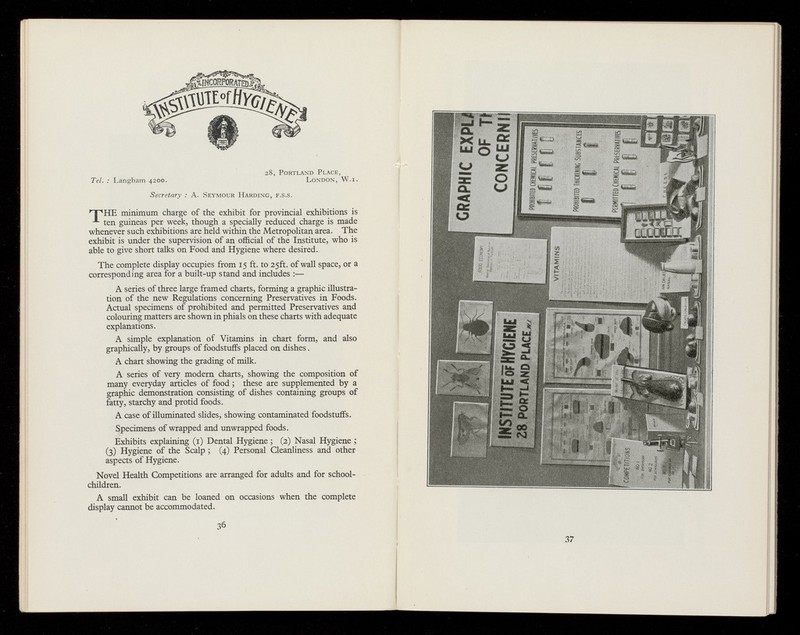 INCORPORATED
INSTITUTE of HYGIENE
28, PORTLAND PLACE,
Tel. : Langham 4200. LONDON, W.1.
Secretary : A. SEYMOUR HARDING, F.S.S.
THE minimum charge of the exhibit for provincial exhibitions is
ten guineas per week, though a specially reduced charge is made
whenever such exhibitions are held within the Metropolitan area. The
exhibit is under the supervision of an official of the Institute, who is
able to give short talks on Food and Hygiene where desired.
The complete display occupies from 15 ft. to 25ft. of wall space, or a
corresponding area for a built-up stand and includes :—
A series of three large framed charts, forming a graphic illustra-
tion of the new Regulations concerning Preservatives in Foods.
Actual specimens of prohibited and permitted Preservatives and
colouring matters are shown in phials on these charts with adequate
explanations.
A simple explanation of Vitamins in chart form, and also
graphically, by groups of foodstuffs placed on dishes.
A chart showing the grading of milk.
A series of very modern charts, showing the composition of
many everyday articles of food ; these are supplemented by a
graphic demonstration consisting of dishes containing groups of
fatty, starchy and protid foods.
A case of illuminated slides, showing contaminated foodstuffs.
Specimens of wrapped and unwrapped foods.
Exhibits explaining (1) Dental Hygiene ; (2) Nasal Hygiene ;
(3) Hygiene of the Scalp ; (4) Personal Cleanliness and other
aspects of Hygiene.
Novel Health Competitions are arranged for adults and for school-
children.
A small exhibit can be loaned on occasions when the complete
display cannot be accommodated.
36
GRAPHIC EXPLA
OF TH
CONCERNI
PROHIBITED CHEMICAL PRESERVATIVES
PROHIBITED THICKENING SUBSTANCES
PERMITTED CHEMICAL PRESERVATIVES
VITAMINS
INSTITUTE OF HYGIENE
28 PORTLAND PLACE. W.1
COMPETITIONS
No 1
No 2
37